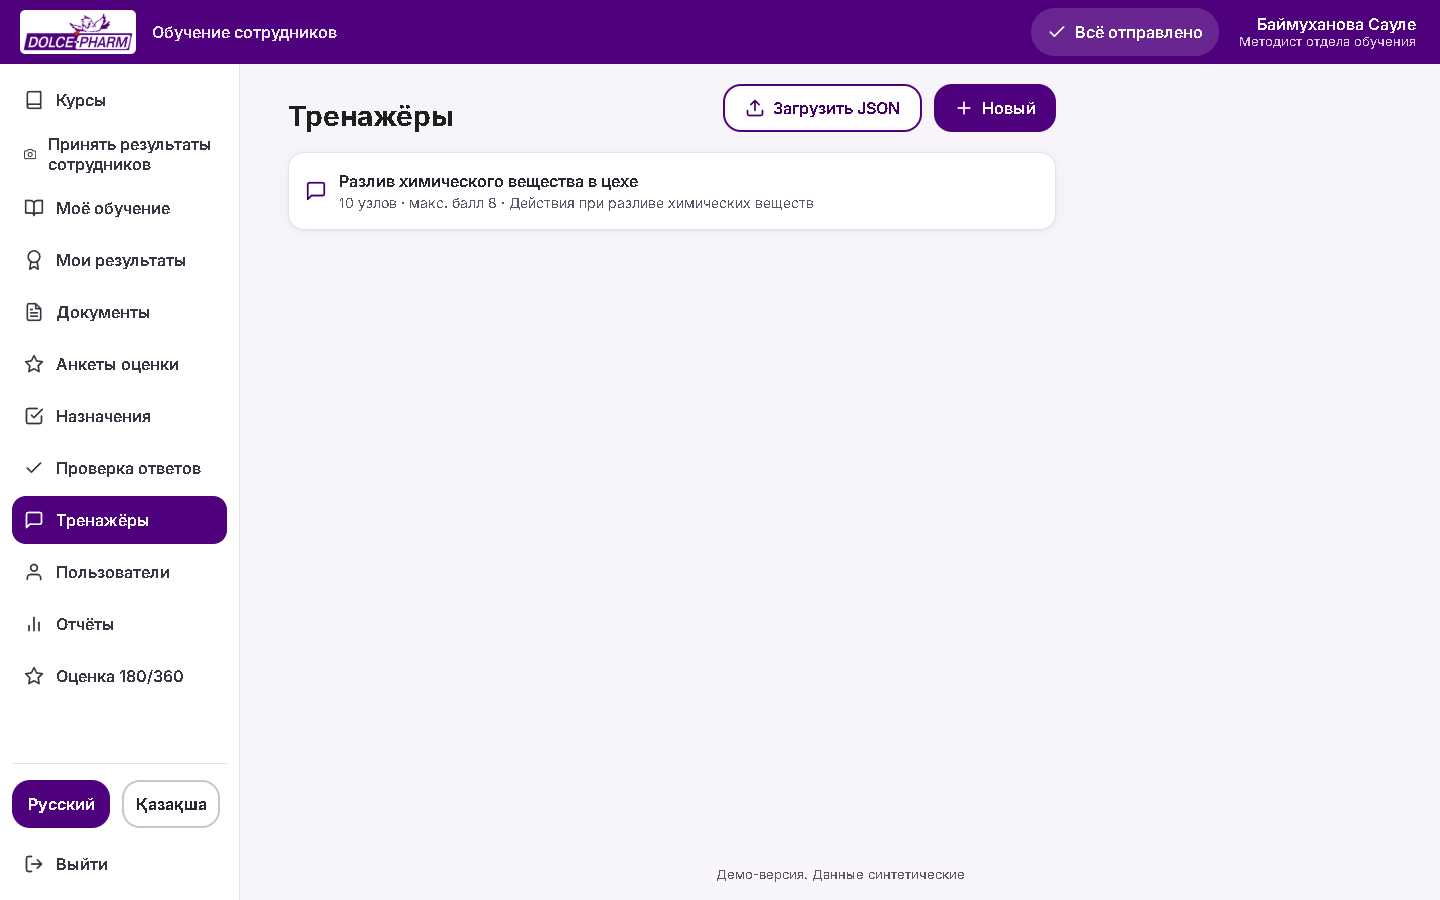 DOLCE-PHARM
Обучение сотрудников
Всё отправлено
Баймуханова Сауле
Методист отдела обучения
Курсы
Принять результаты
сотрудников
Моё обучение
Мои результаты
Документы
Анкеты оценки
Назначения
Проверка ответов
Тренажёры
Пользователи
Отчёты
Оценка 180/360
Русский
Қазақша
Выйти
Тренажёры
Загрузить JSON
Новый
Разлив химического вещества в цехе
10 узлов · макс. балл 8 · Действия при разливе химических веществ
Демо-версия. Данные синтетические